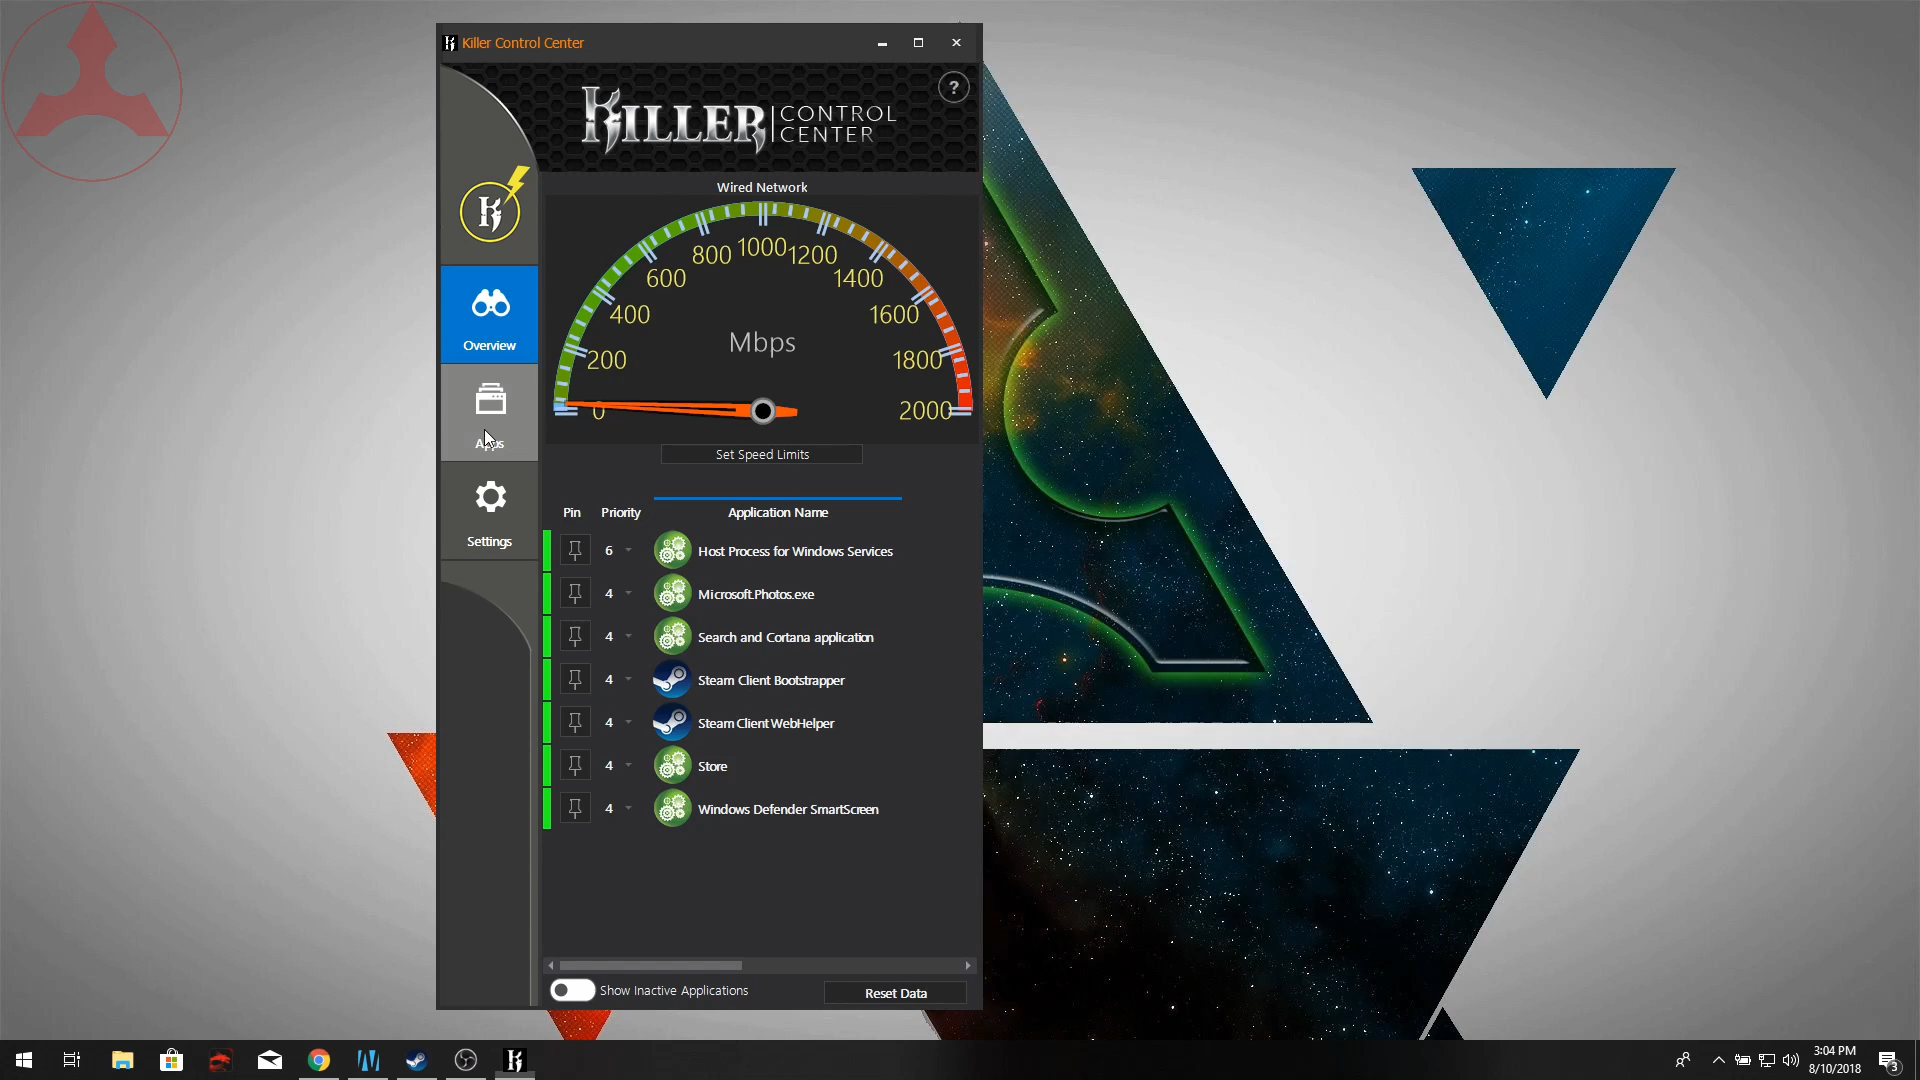 Killer Control Center
?
KILLER CONTROL
CENTER
Wired Network
0
200
400
600
800
1000
1200
1400
1600
1800
2000
Mbps
Set Speed Limits
Overview
Apps
Settings
Pin Priority Application Name
6 Host Process for Windows Services
4 Microsoft.Photos.exe
4 Search and Cortana application
4 Steam Client Bootstrapper
4 Steam Client WebHelper
4 Store
4 Windows Defender SmartScreen
Show Inactive Applications
Reset Data
3:04 PM
8/10/2018
3